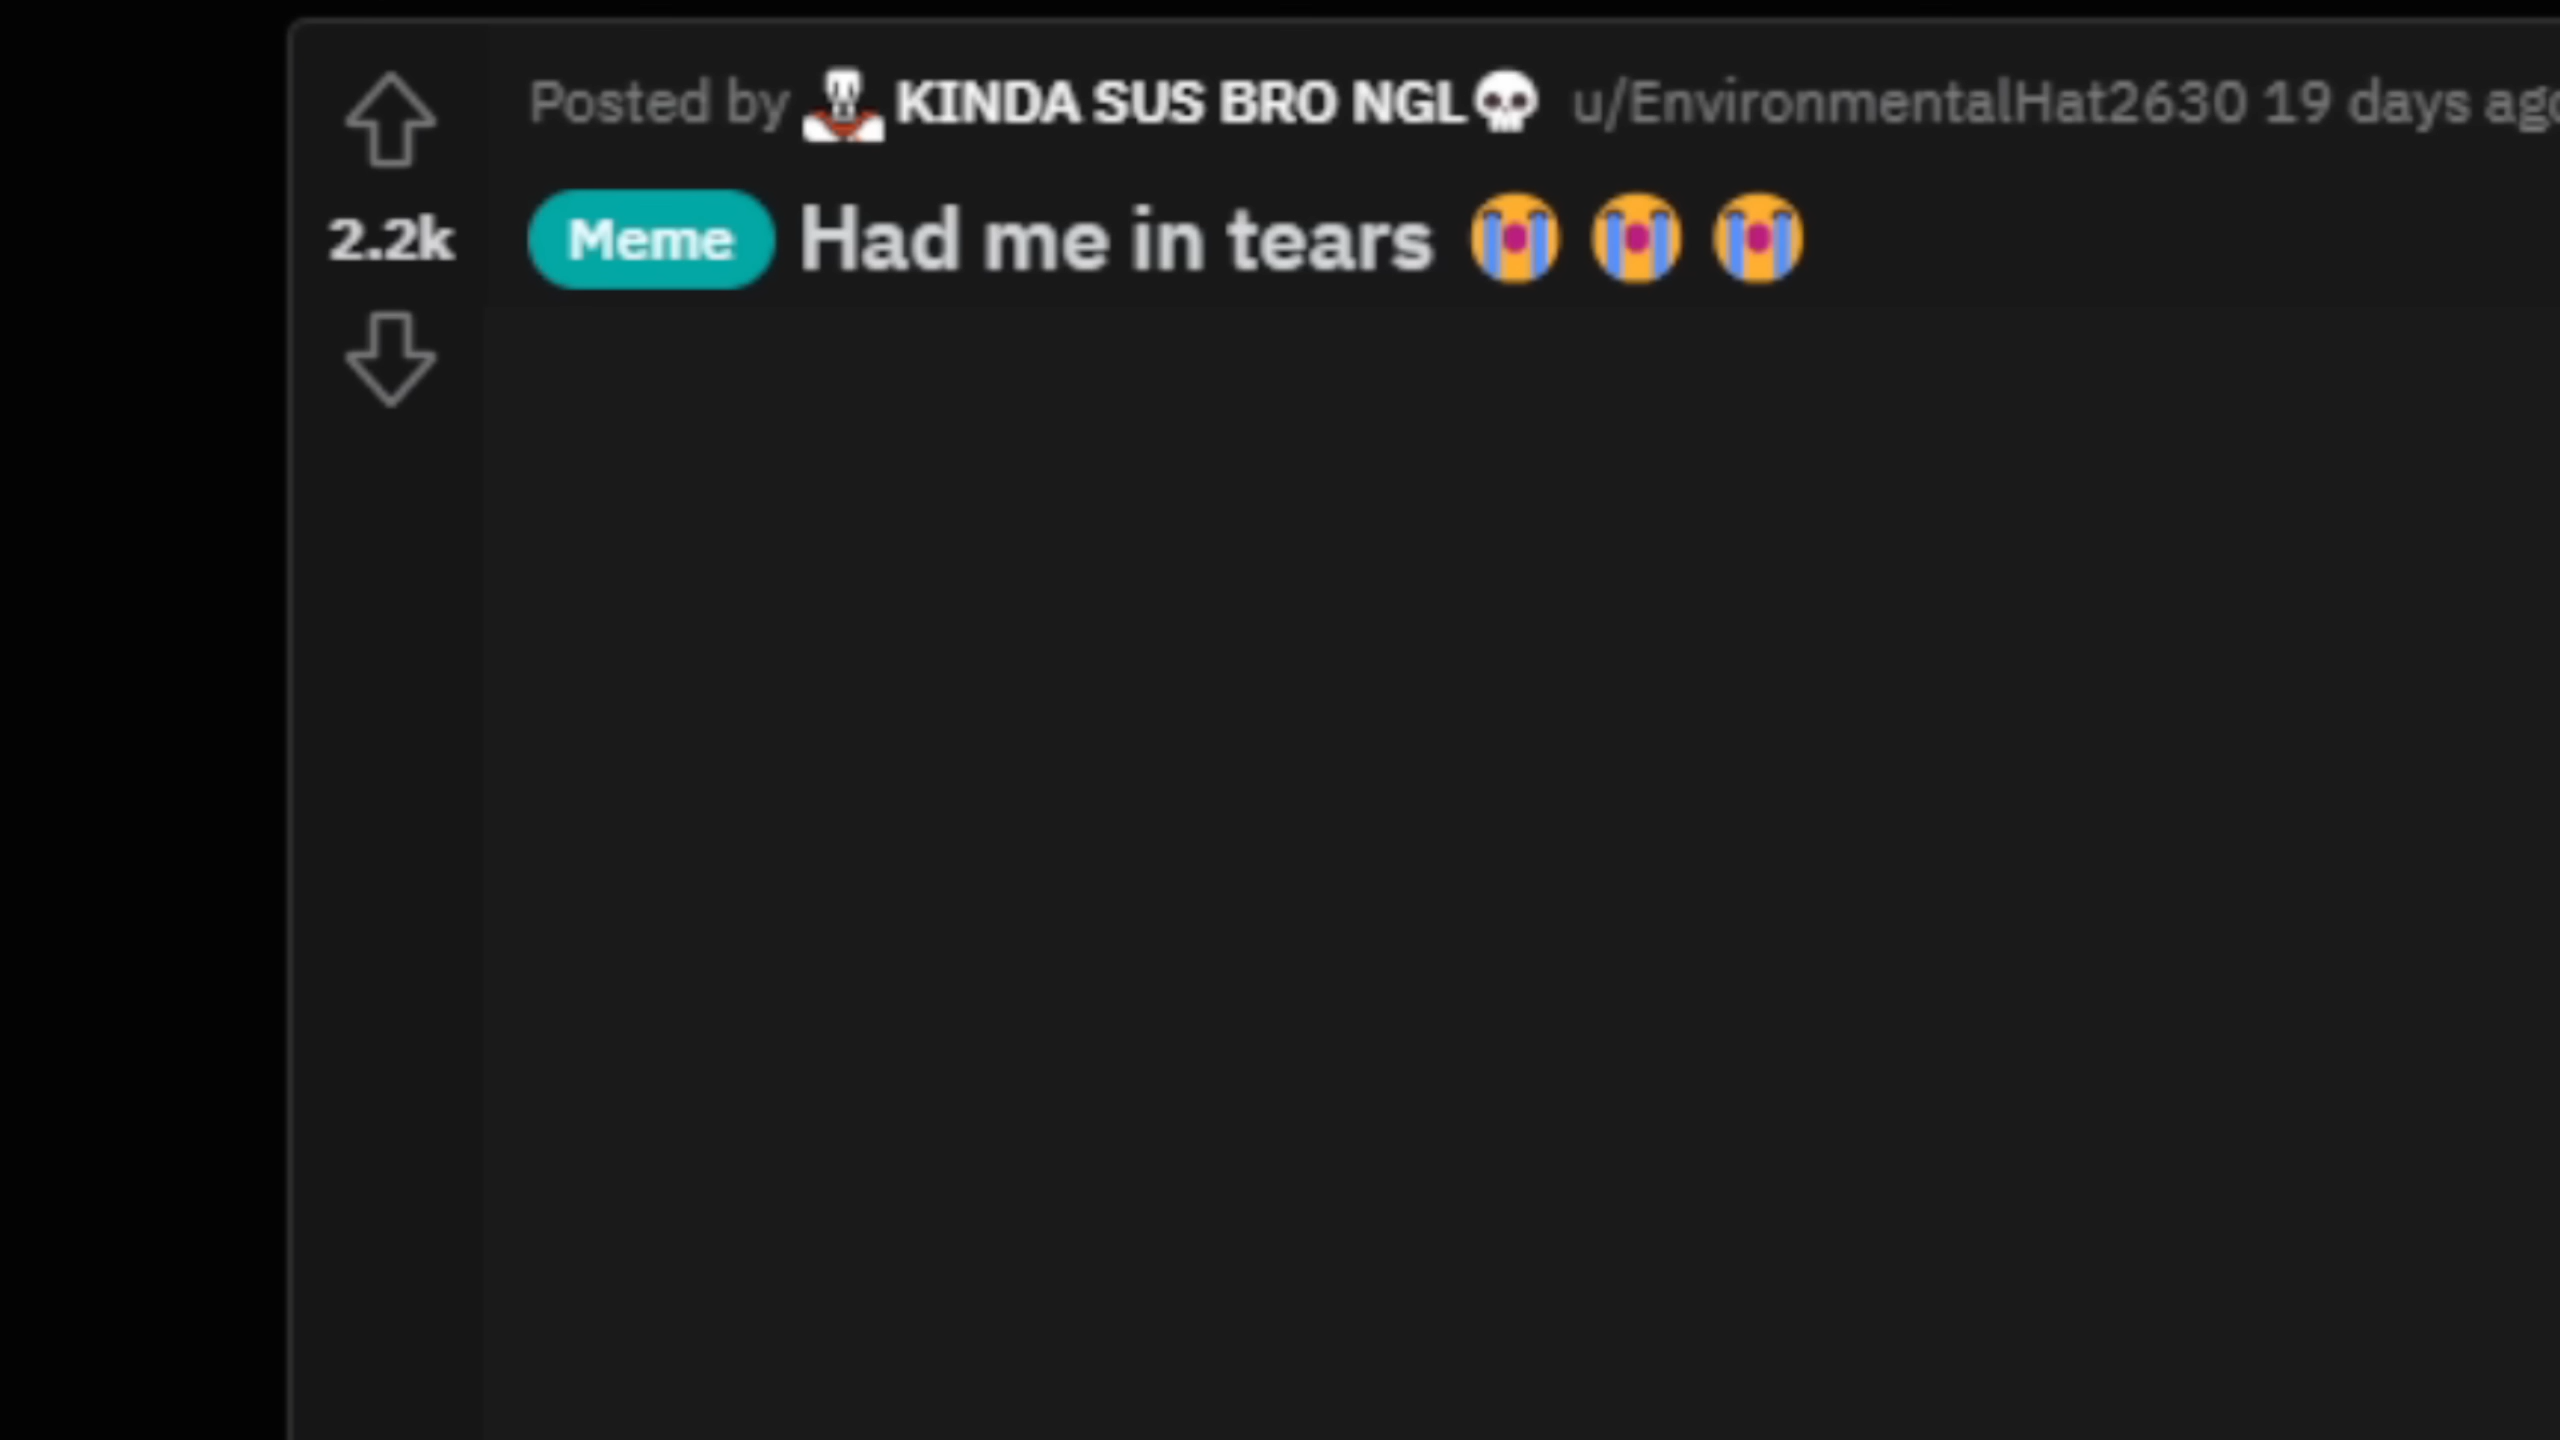 Posted by KINDA SUS BRO NGL💀 u/EnvironmentalHat2630 19 days ago
2.2k
Meme Had me in tears 😭 😭 😭